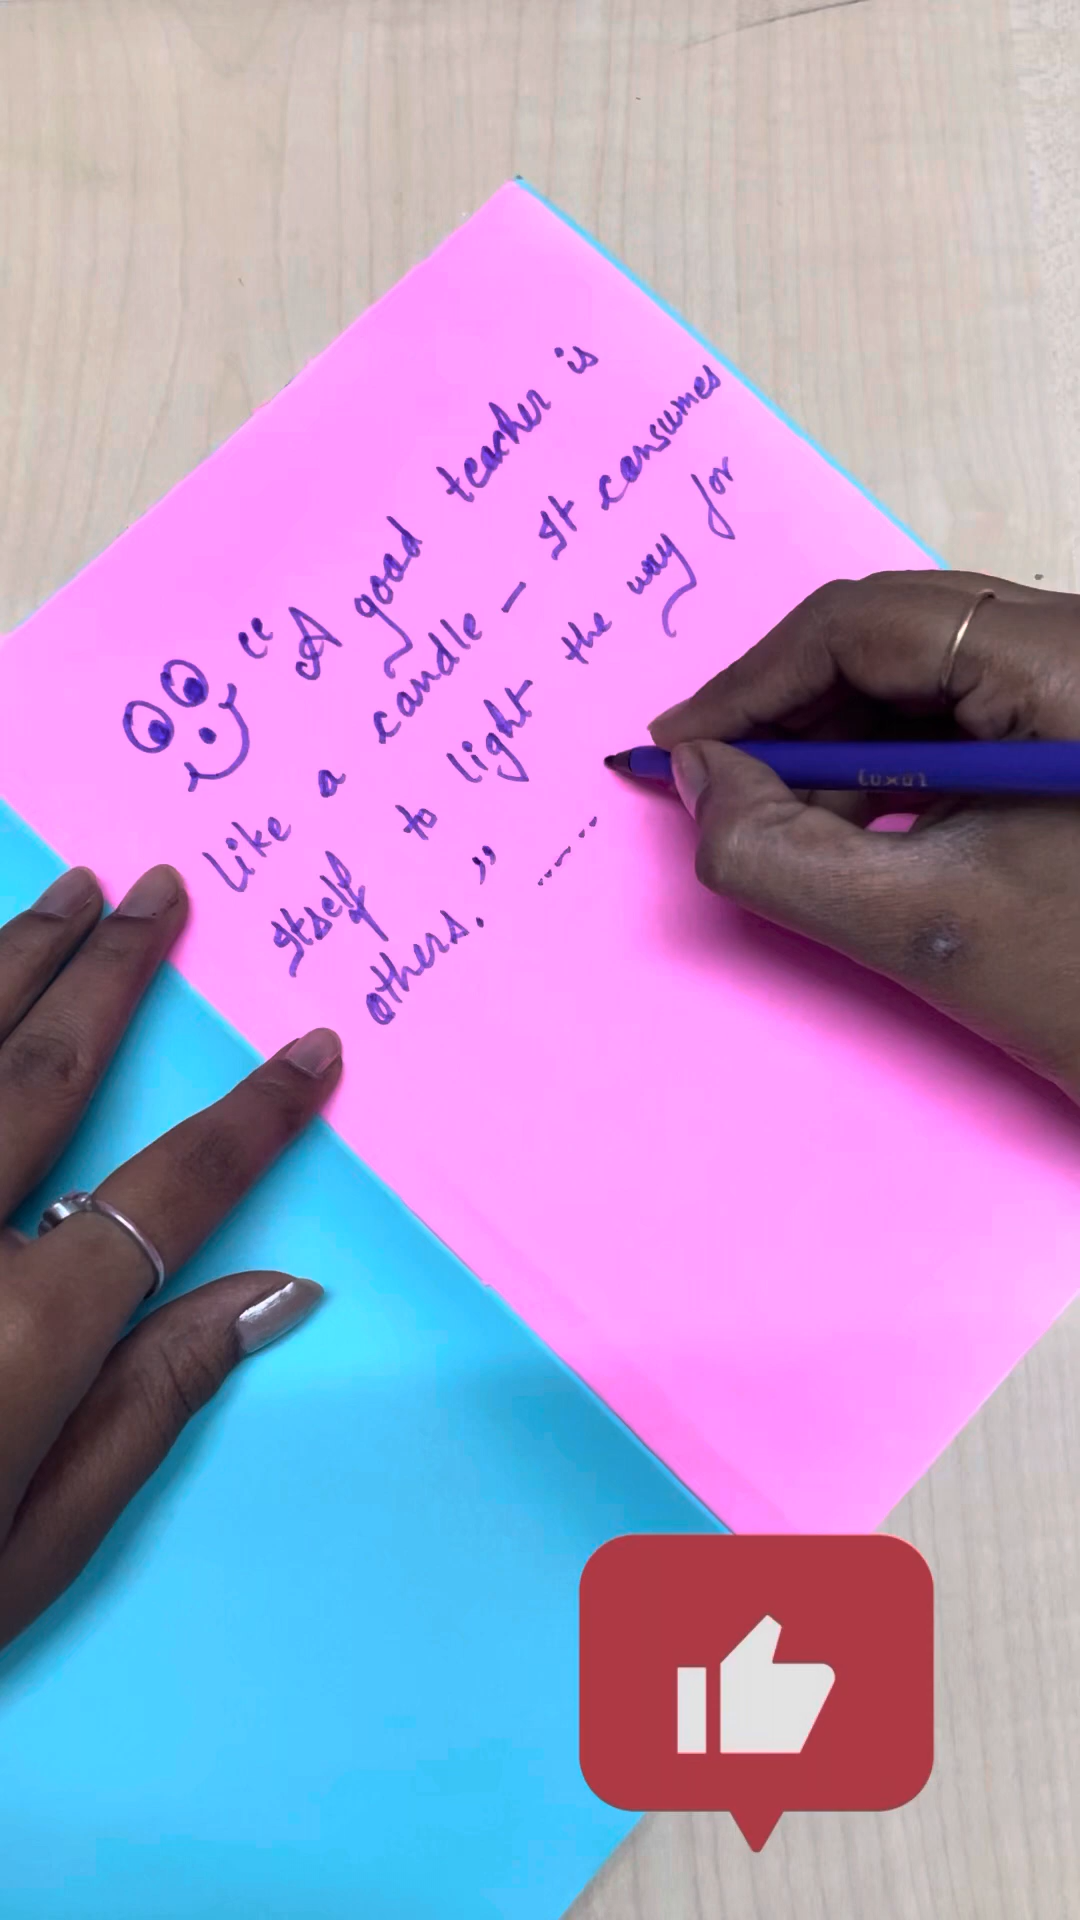 “A good teacher is
like a candle – It consumes
Itself to light the way for
others.”